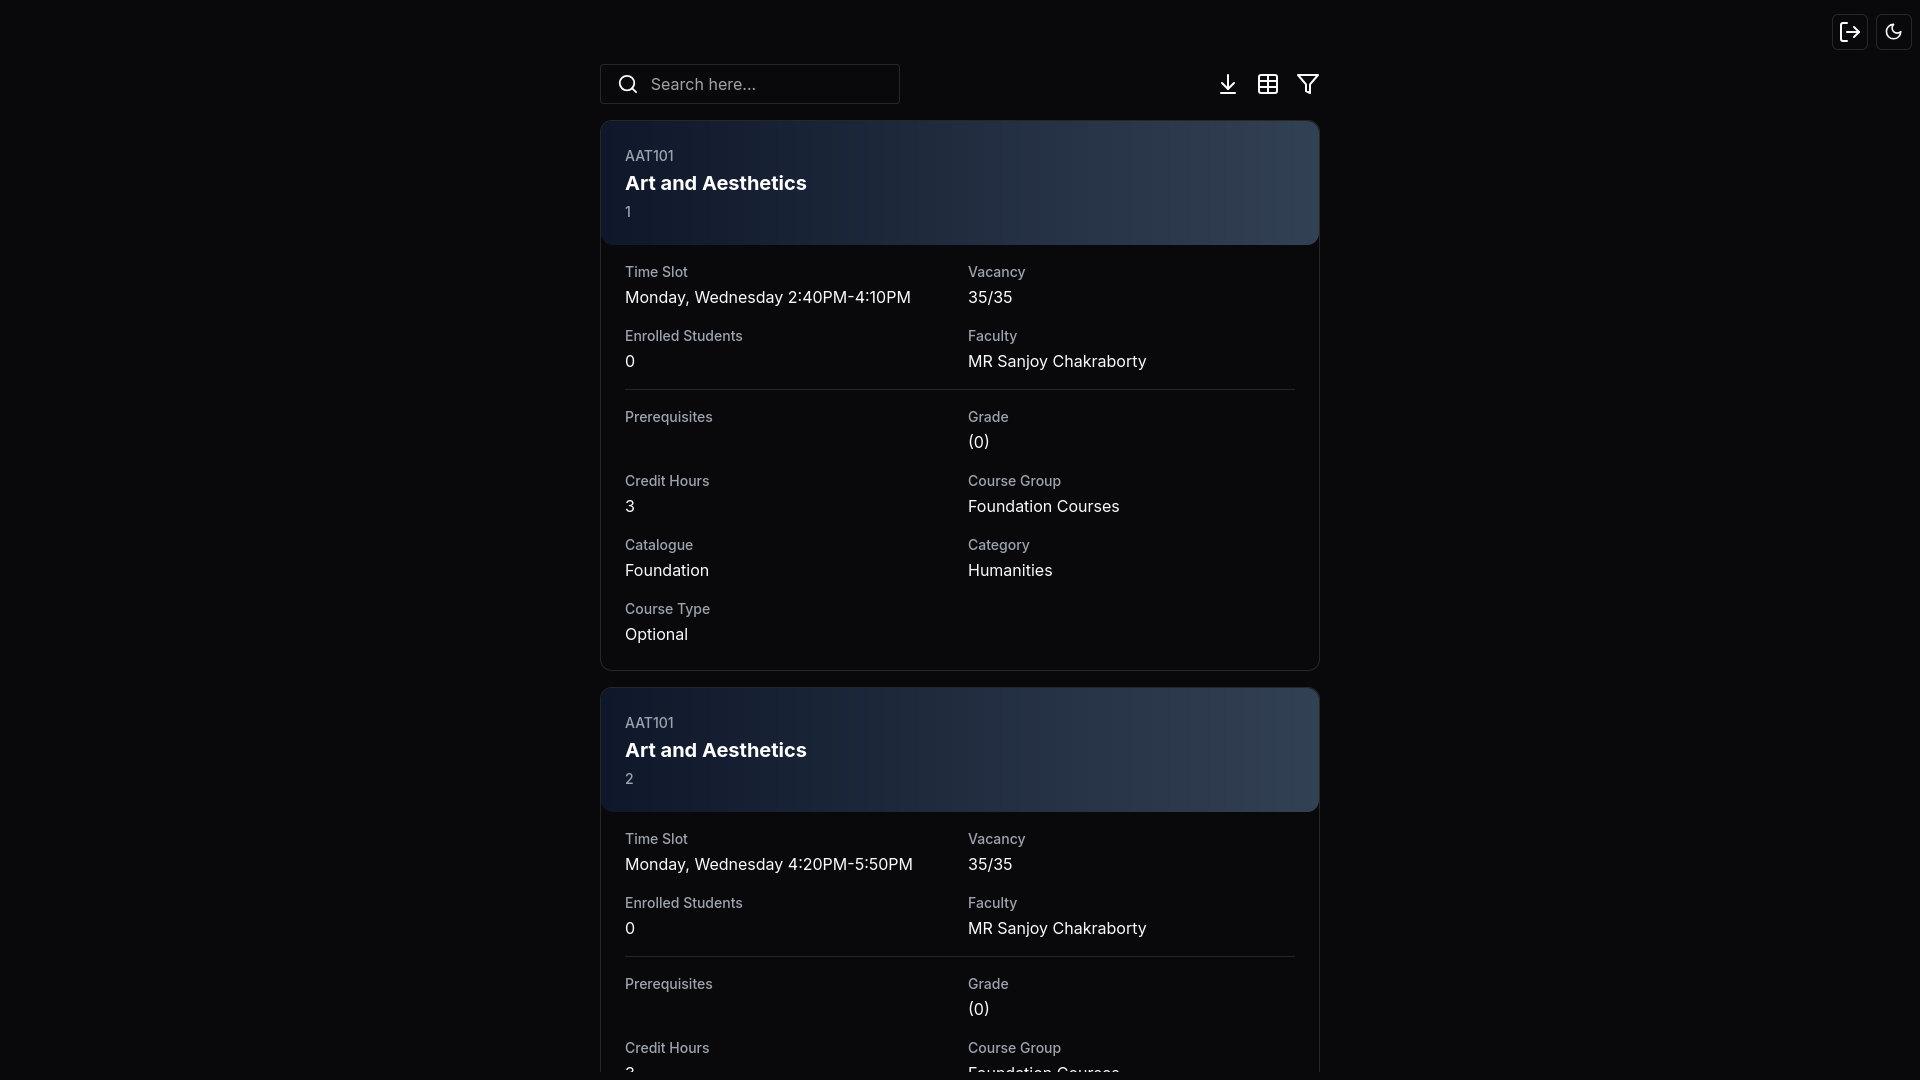 Search here...
AAT101
Art and Aesthetics
1
Time Slot
Vacancy
Monday, Wednesday 2:40PM-4:10PM
35/35
Enrolled Students
Faculty
0
MR Sanjoy Chakraborty
Prerequisites
Grade
(0)
Credit Hours
Course Group
3
Foundation Courses
Catalogue
Category
Foundation
Humanities
Course Type
Optional
AAT101
Art and Aesthetics
2
Time Slot
Vacancy
Monday, Wednesday 4:20PM-5:50PM
35/35
Enrolled Students
Faculty
0
MR Sanjoy Chakraborty
Prerequisites
Grade
(0)
Credit Hours
Course Group
3
Foundation Courses